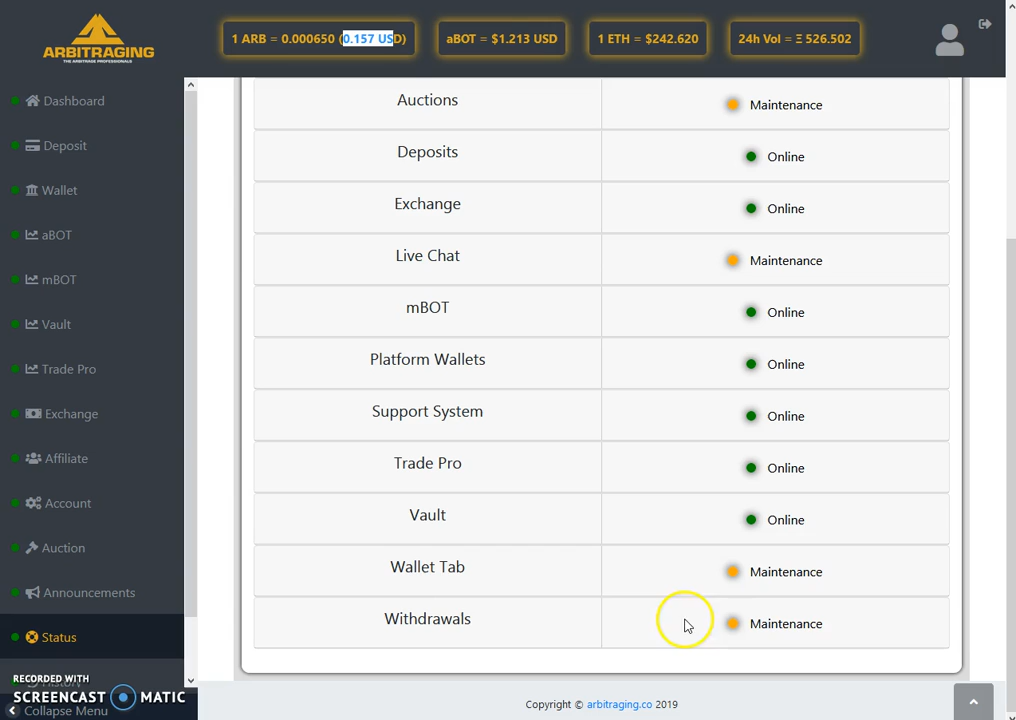 ARBITRAGING
THE ARBITRAGE PROFESSIONALS
1 ARB = 0.000650 (0.157 USD)
aBOT = $1.213 USD
1 ETH = $242.620
24h Vol = Ξ 526.502
Dashboard
Deposit
Wallet
aBOT
mBOT
Vault
Trade Pro
Exchange
Affiliate
Account
Auction
Announcements
Status
History
Collapse Menu
Auctions Maintenance
Deposits Online
Exchange Online
Live Chat Maintenance
mBOT Online
Platform Wallets Online
Support System Online
Trade Pro Online
Vault Online
Wallet Tab Maintenance
Withdrawals Maintenance
Copyright © arbitraging.co 2019
RECORDED WITH
SCREENCAST MATIC